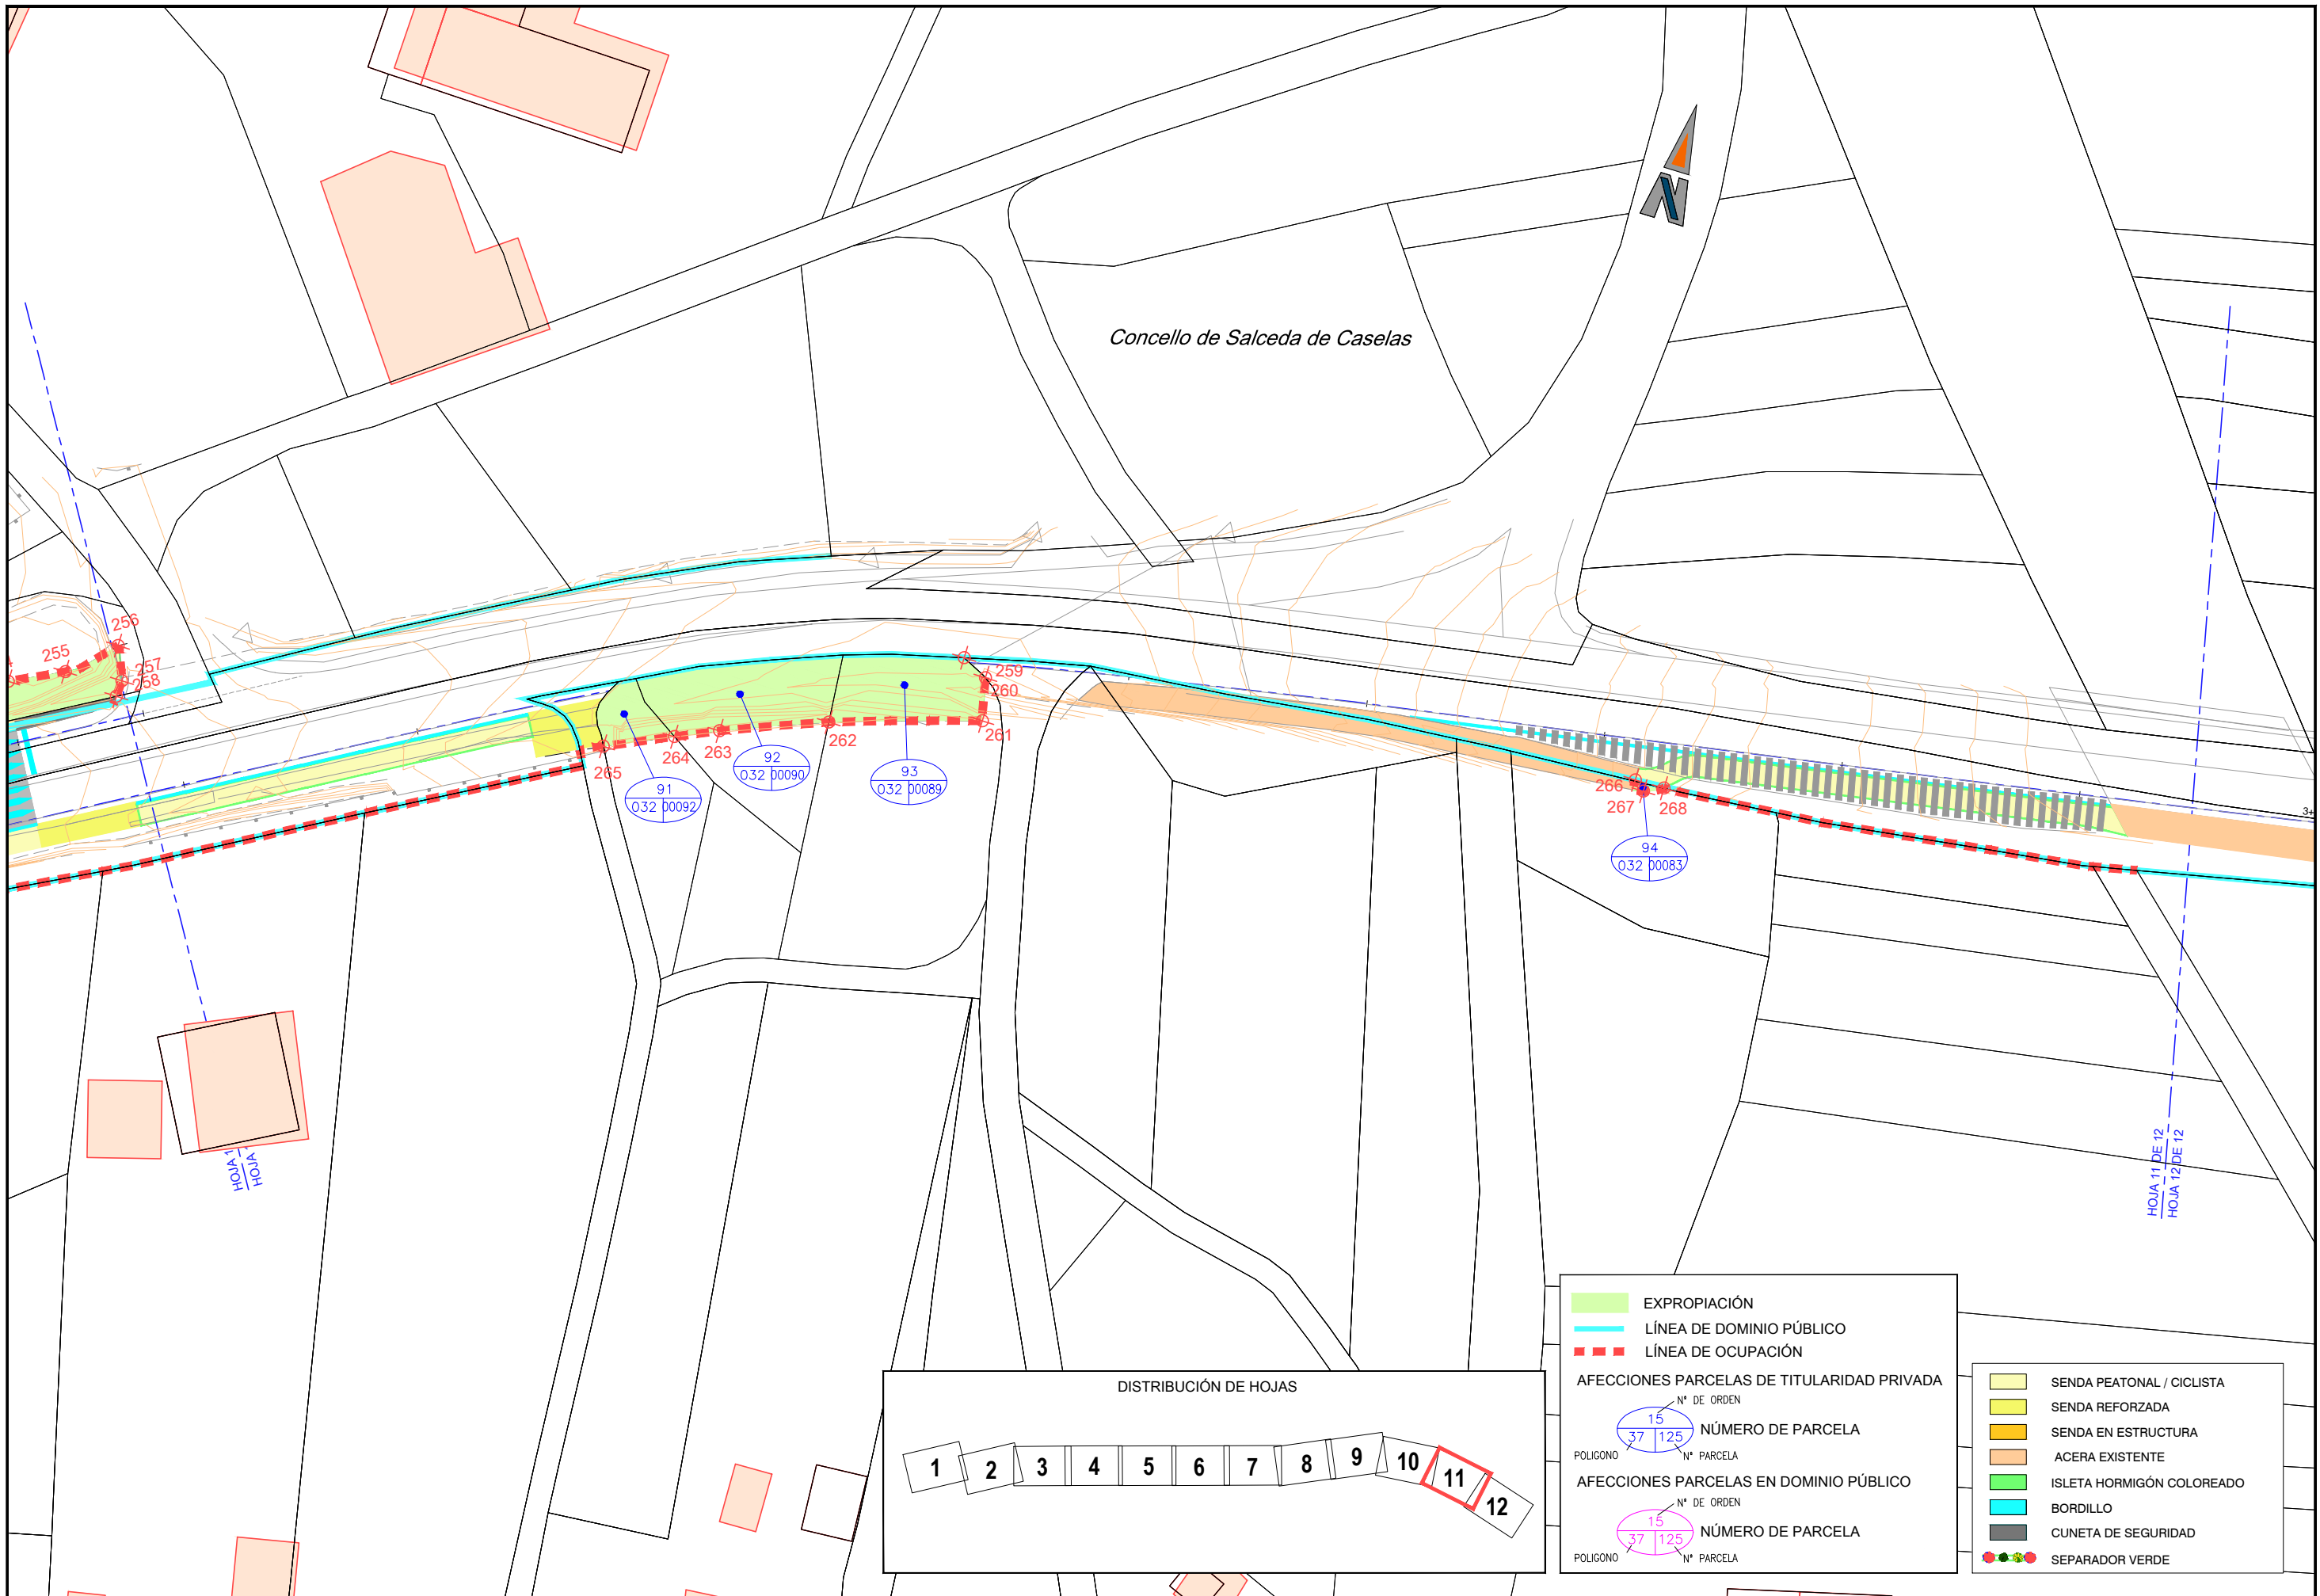 Concello de Salceda de Caselas
256
255
257
258
259
260
261
262
263
264
265
266
267
268
91
032 00092
92
032 00090
93
032 00089
94
032 00083
3+
HOJA 1
HOJA
HOJA 11 DE 12
HOJA 12 DE 12
DISTRIBUCIÓN DE HOJAS
1 2 3 4 5 6 7 8 9 10 11 12
EXPROPIACIÓN
LÍNEA DE DOMINIO PÚBLICO
LÍNEA DE OCUPACIÓN
AFECCIONES PARCELAS DE TITULARIDAD PRIVADA
Nº DE ORDEN
15
37 125
NÚMERO DE PARCELA
POLIGONO
Nº PARCELA
AFECCIONES PARCELAS EN DOMINIO PÚBLICO
Nº DE ORDEN
15
37 125
NÚMERO DE PARCELA
POLIGONO
Nº PARCELA
SENDA PEATONAL / CICLISTA
SENDA REFORZADA
SENDA EN ESTRUCTURA
ACERA EXISTENTE
ISLETA HORMIGÓN COLOREADO
BORDILLO
CUNETA DE SEGURIDAD
SEPARADOR VERDE